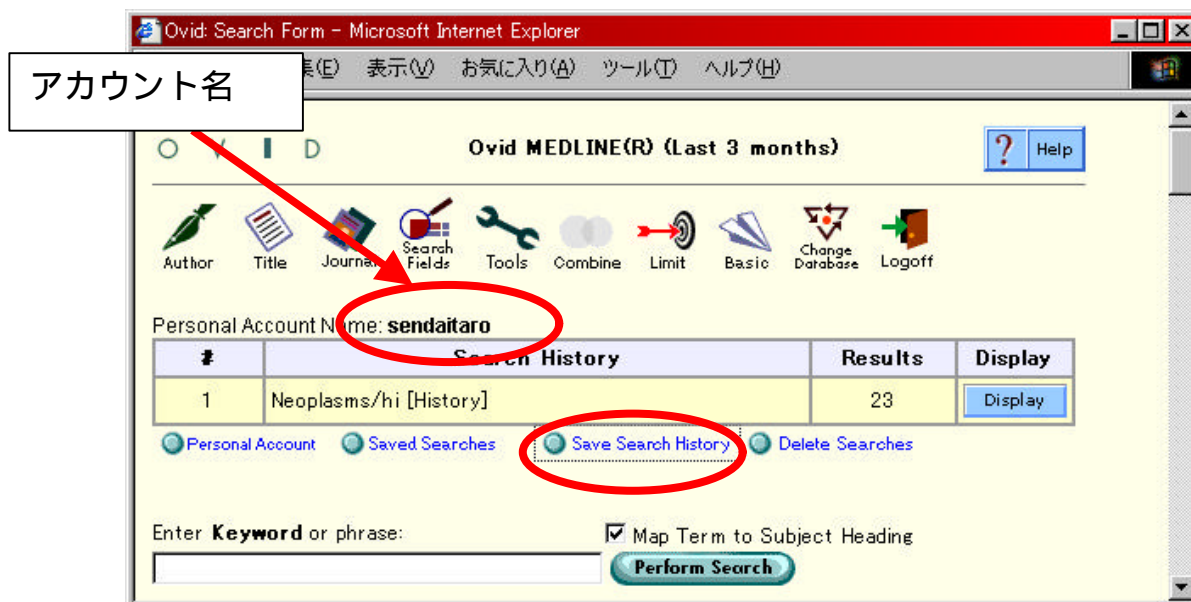 Ovid: Search Form - Microsoft Internet Explorer
アカウント名
(E) 表示(V) お気に入り(A) ツール(T) ヘルプ(H)
O V I D Ovid MEDLINE(R) (Last 3 months) ? Help
Author Title Journal Search Fields Tools Combine Limit Basic Change Database Logoff
Personal Account Name: sendaitaro
# Search History Results Display
1 Neoplasms/hi [History] 23 Display
Personal Account Saved Searches Save Search History Delete Searches
Enter Keyword or phrase: Map Term to Subject Heading
Perform Search